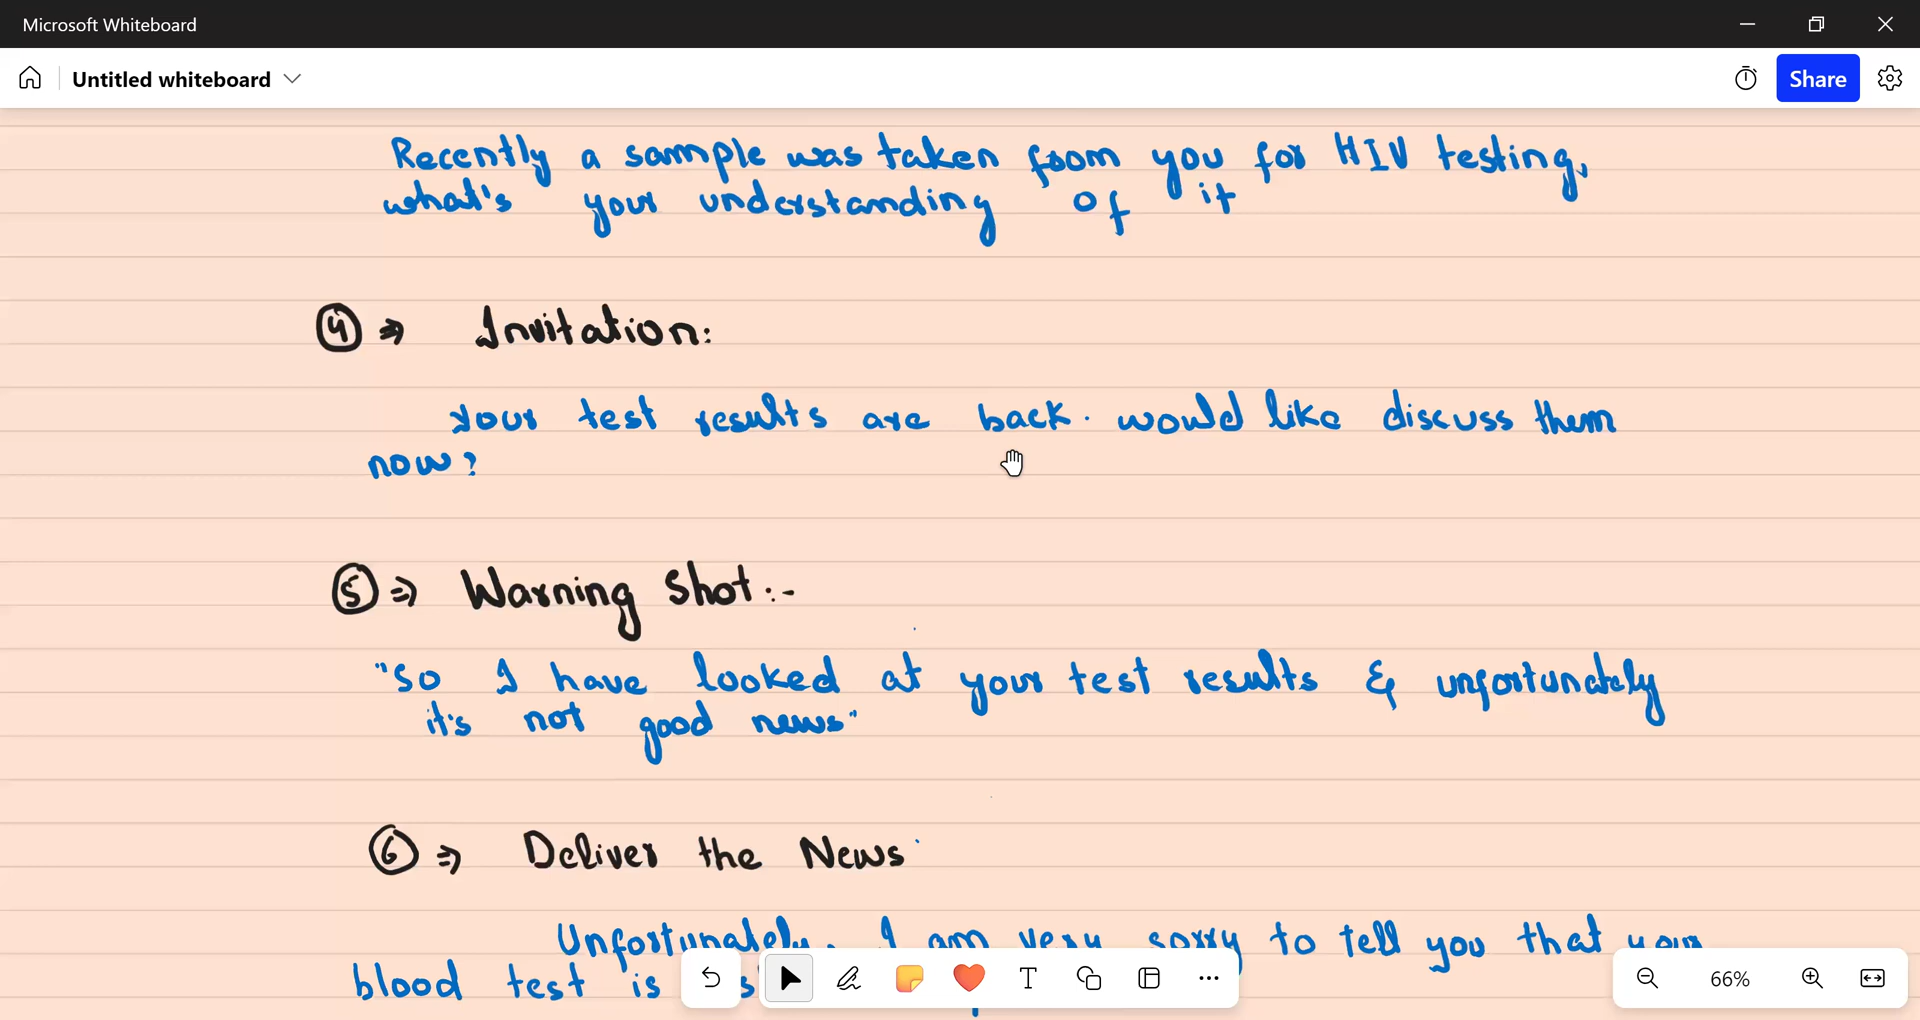 Microsoft Whiteboard
Untitled whiteboard
Share
Recently a sample was taken from you for HIV testing,
what's your understanding of it
④ ⇒ Invitation:
Your test results are back. would like discuss them
now?
⑤ ⇒ Warning Shot:-
"So I have looked at your test results & unfortunately
it's not good news"
⑥ ⇒ Deliver the News
Unfortunately, I am very sorry to tell you that your
blood test is
T
66%